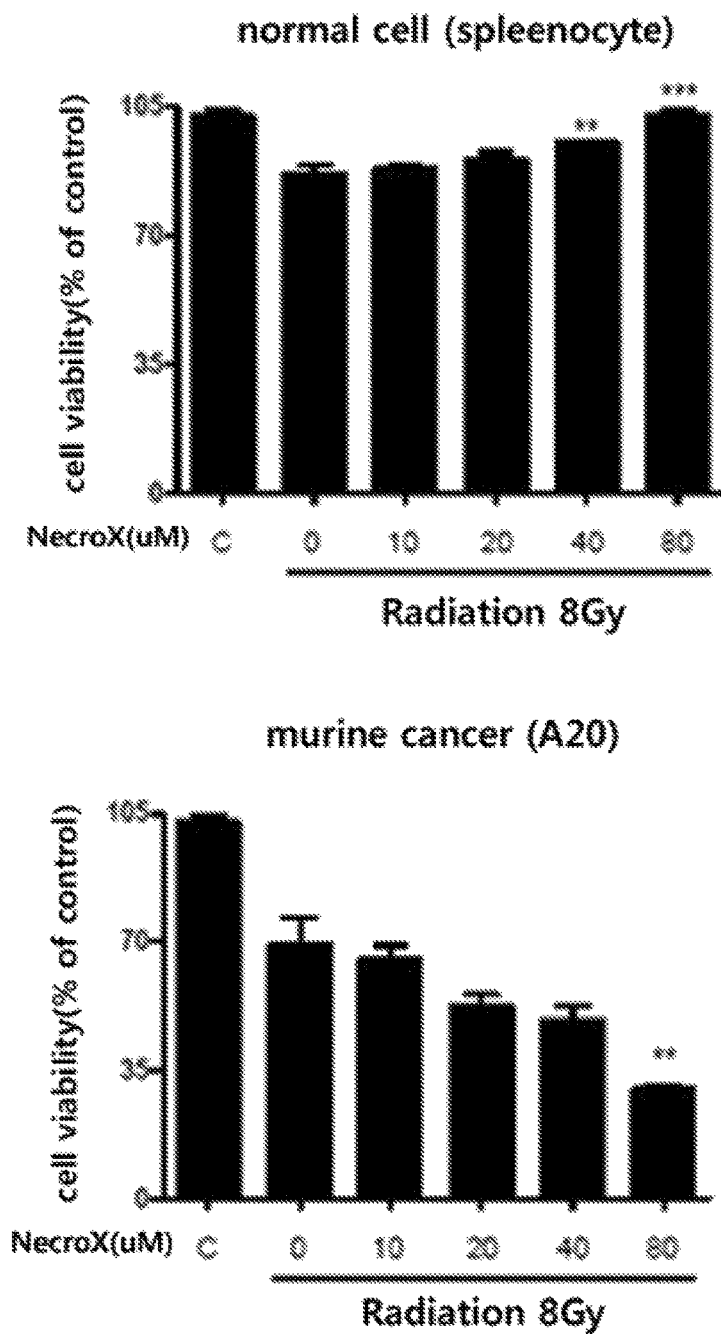 normal cell (spleenocyte)
cell viability(% of control)
105
70
35
0
*** 
**
NecroX(uM) C 0 10 20 40 80
Radiation 8Gy
murine cancer (A20)
cell viability(% of control)
105
70
35
0
**
NecroX(uM) C 0 10 20 40 80
Radiation 8Gy